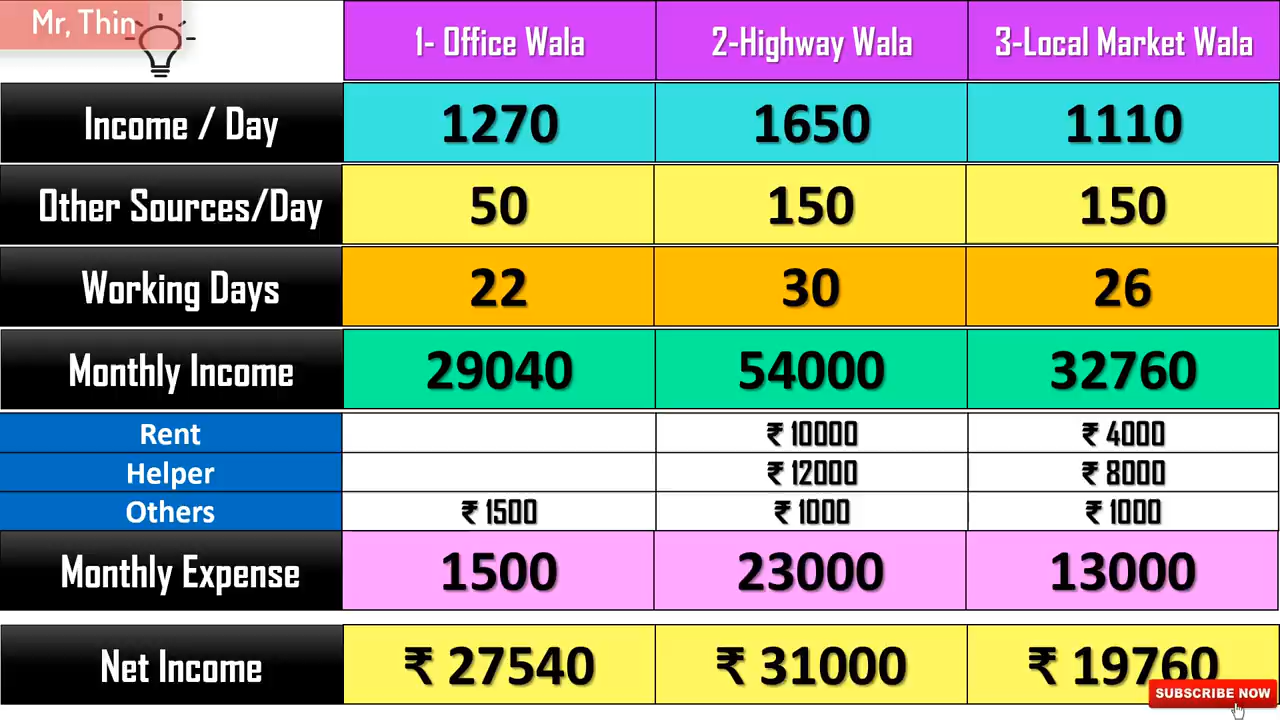 Mr, Thin
1- Office Wala 2-Highway Wala 3-Local Market Wala
Income / Day 1270 1650 1110
Other Sources/Day 50 150 150
Working Days 22 30 26
Monthly Income 29040 54000 32760
Rent ₹ 10000 ₹ 4000
Helper ₹ 12000 ₹ 8000
Others ₹ 1500 ₹ 1000 ₹ 1000
Monthly Expense 1500 23000 13000
Net Income ₹ 27540 ₹ 31000 ₹ 19760
SUBSCRIBE NOW